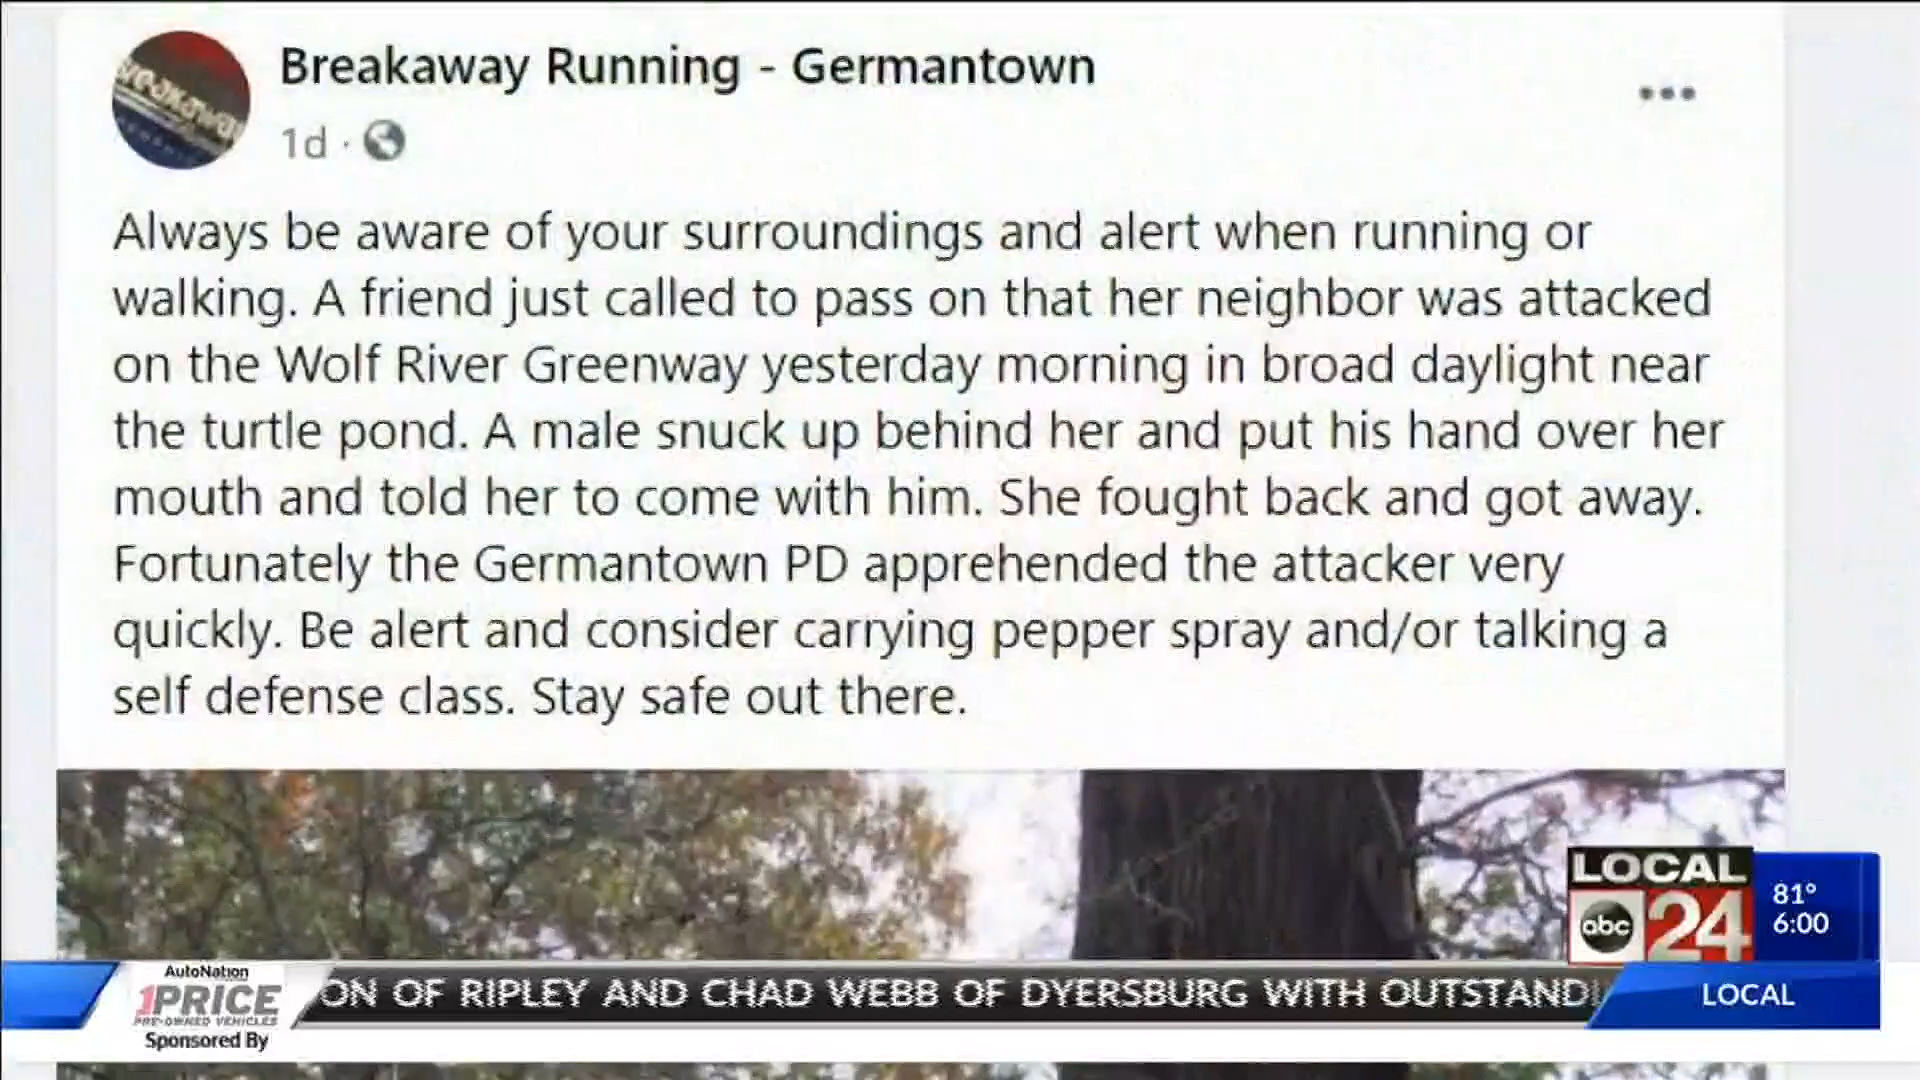 Breakaway Running - Germantown
1d ·
Always be aware of your surroundings and alert when running or
walking. A friend just called to pass on that her neighbor was attacked
on the Wolf River Greenway yesterday morning in broad daylight near
the turtle pond. A male snuck up behind her and put his hand over her
mouth and told her to come with him. She fought back and got away.
Fortunately the Germantown PD apprehended the attacker very
quickly. Be alert and consider carrying pepper spray and/or talking a
self defense class. Stay safe out there.
LOCAL
abc 24
81°
6:00
AutoNation
1PRICE
PRE-OWNED VEHICLES
Sponsored By
ON OF RIPLEY AND CHAD WEBB OF DYERSBURG WITH OUTSTANDI
LOCAL